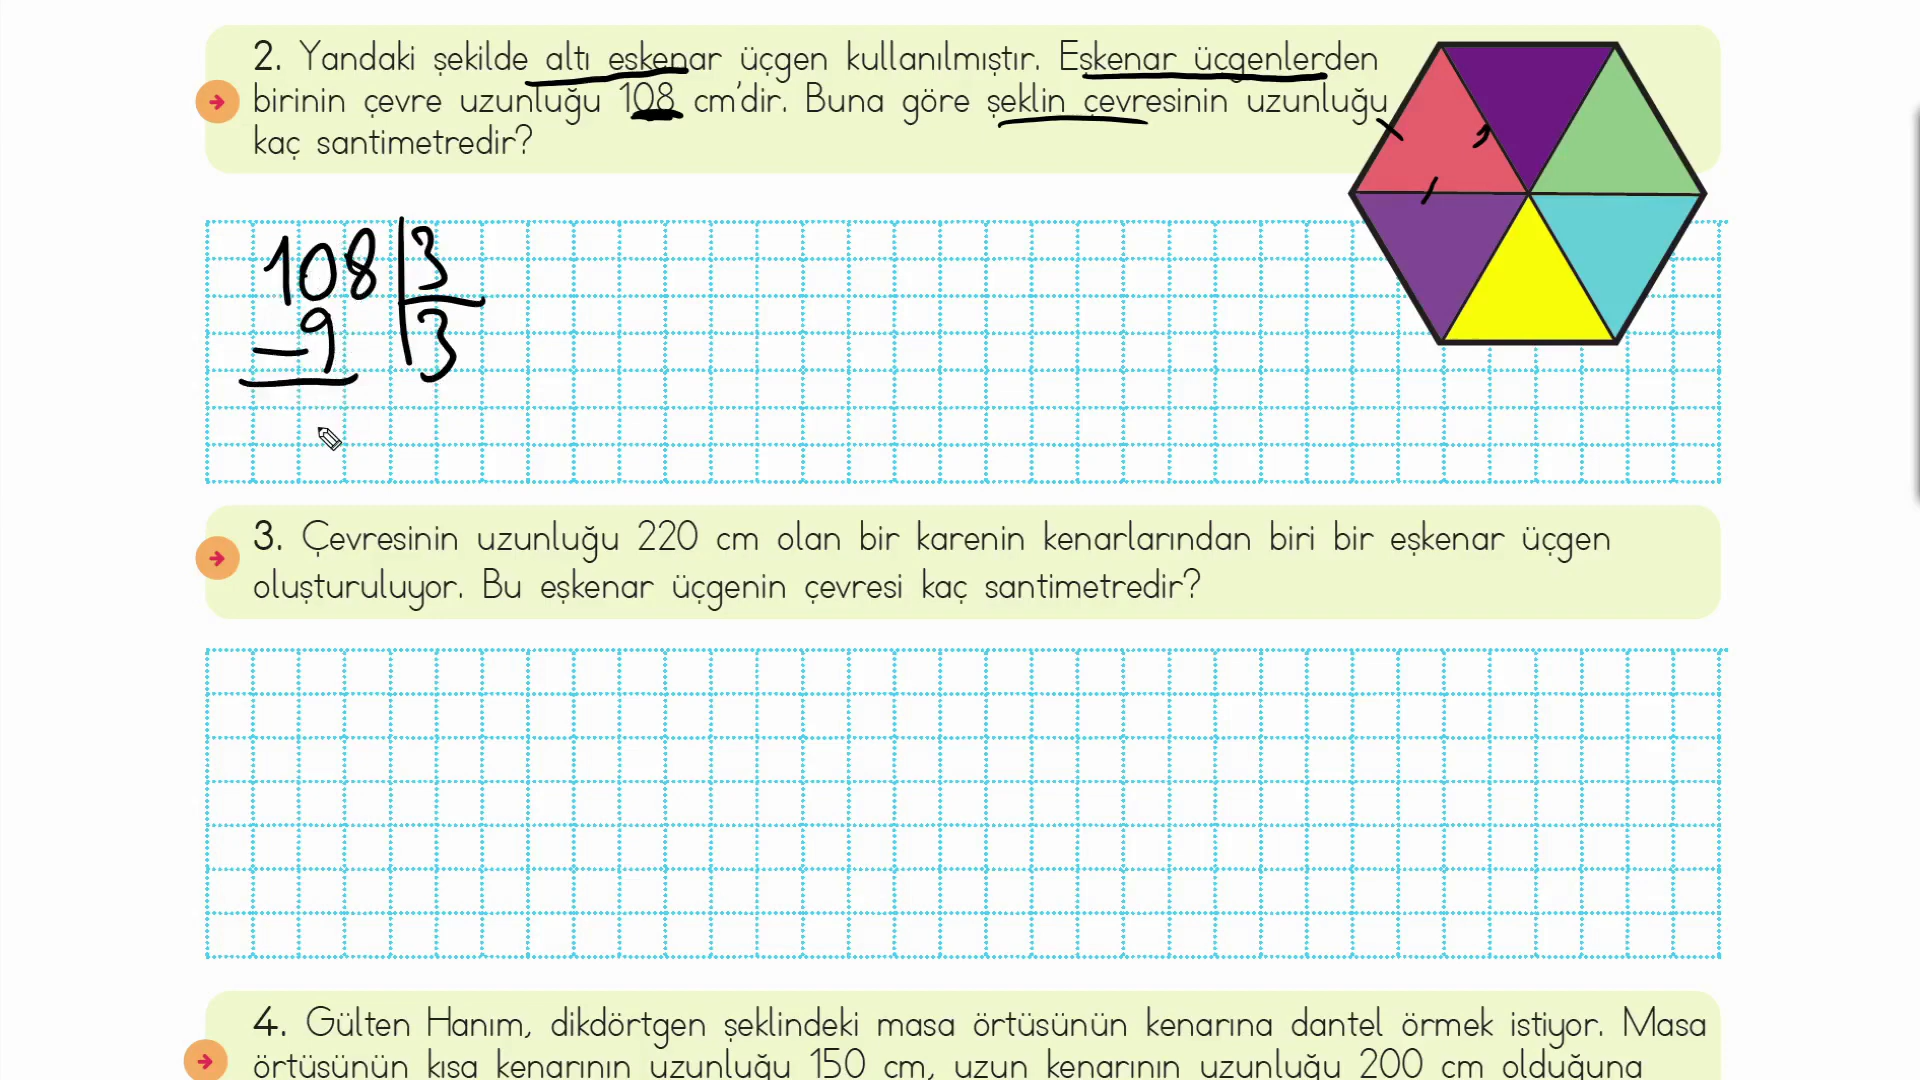 2. Yandaki şekilde altı eşkenar üçgen kullanılmıştır. Eşkenar üçgenlerden
birinin çevre uzunluğu 108 cm'dir. Buna göre şeklin çevresinin uzunluğu
kaç santimetredir?
108 3
- 9 3
3. Çevresinin uzunluğu 220 cm olan bir karenin kenarlarından biri bir eşkenar üçgen
oluşturuluyor. Bu eşkenar üçgenin çevresi kaç santimetredir?
4. Gülten Hanım, dikdörtgen şeklindeki masa örtüsünün kenarına dantel örmek istiyor. Masa
örtüsünün kısa kenarının uzunluğu 150 cm, uzun kenarının uzunluğu 200 cm olduğuna